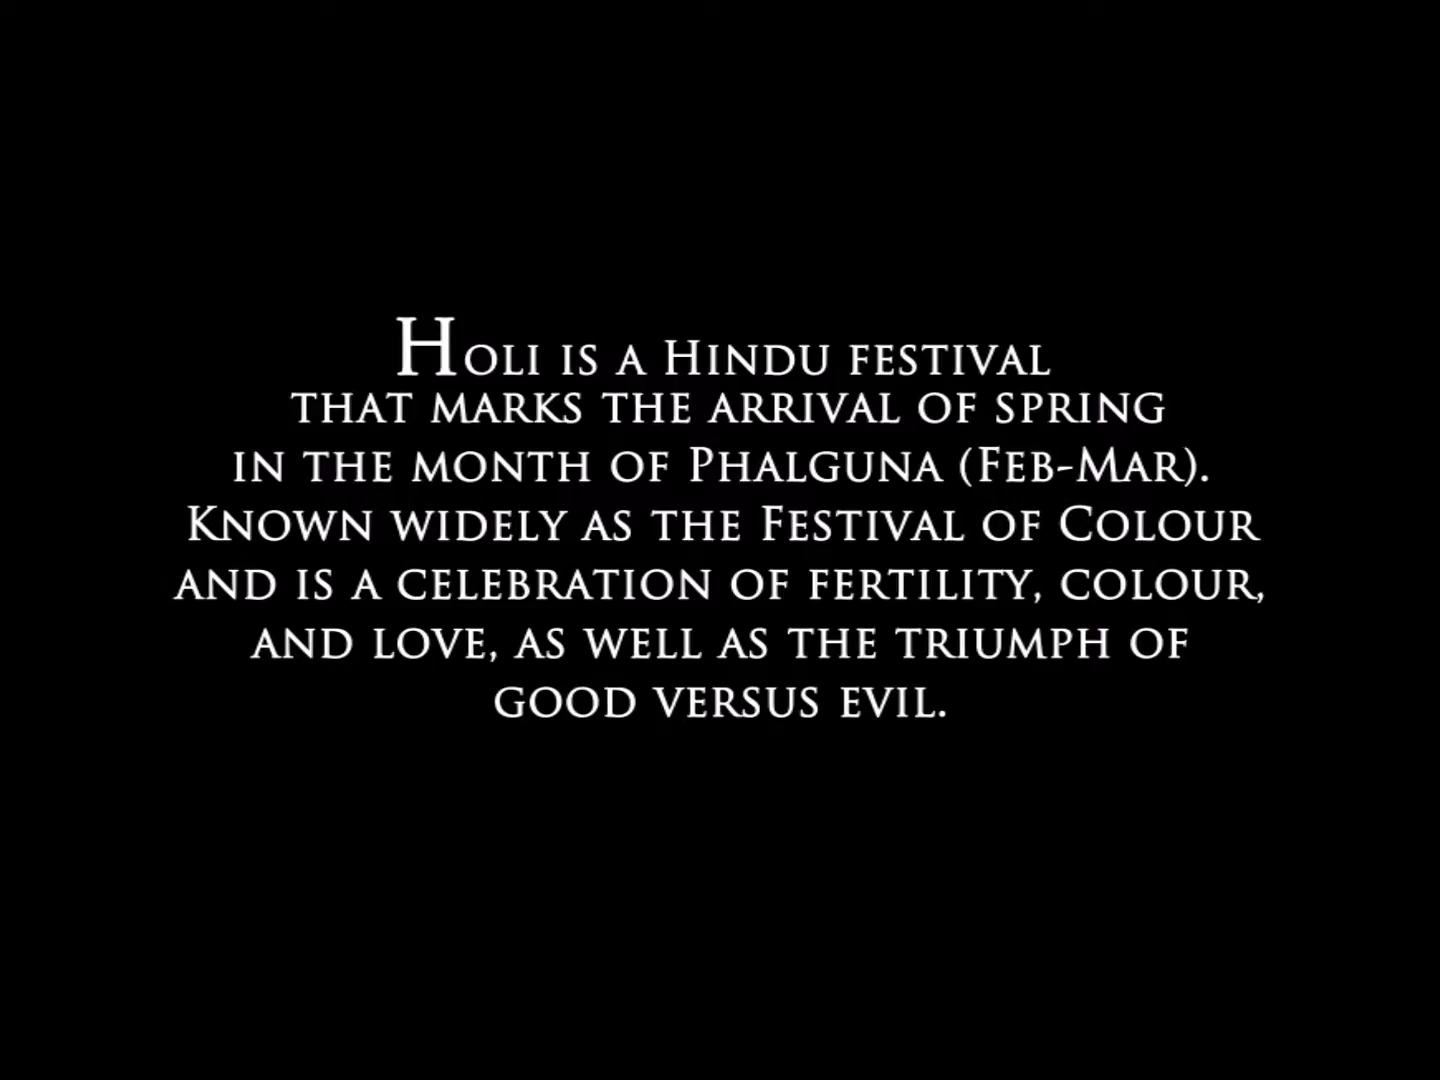 Holi is a Hindu festival
that marks the arrival of spring
in the month of Phalguna (Feb-Mar).
Known widely as the Festival of Colour
and is a celebration of fertility, colour,
and love, as well as the triumph of
good versus evil.